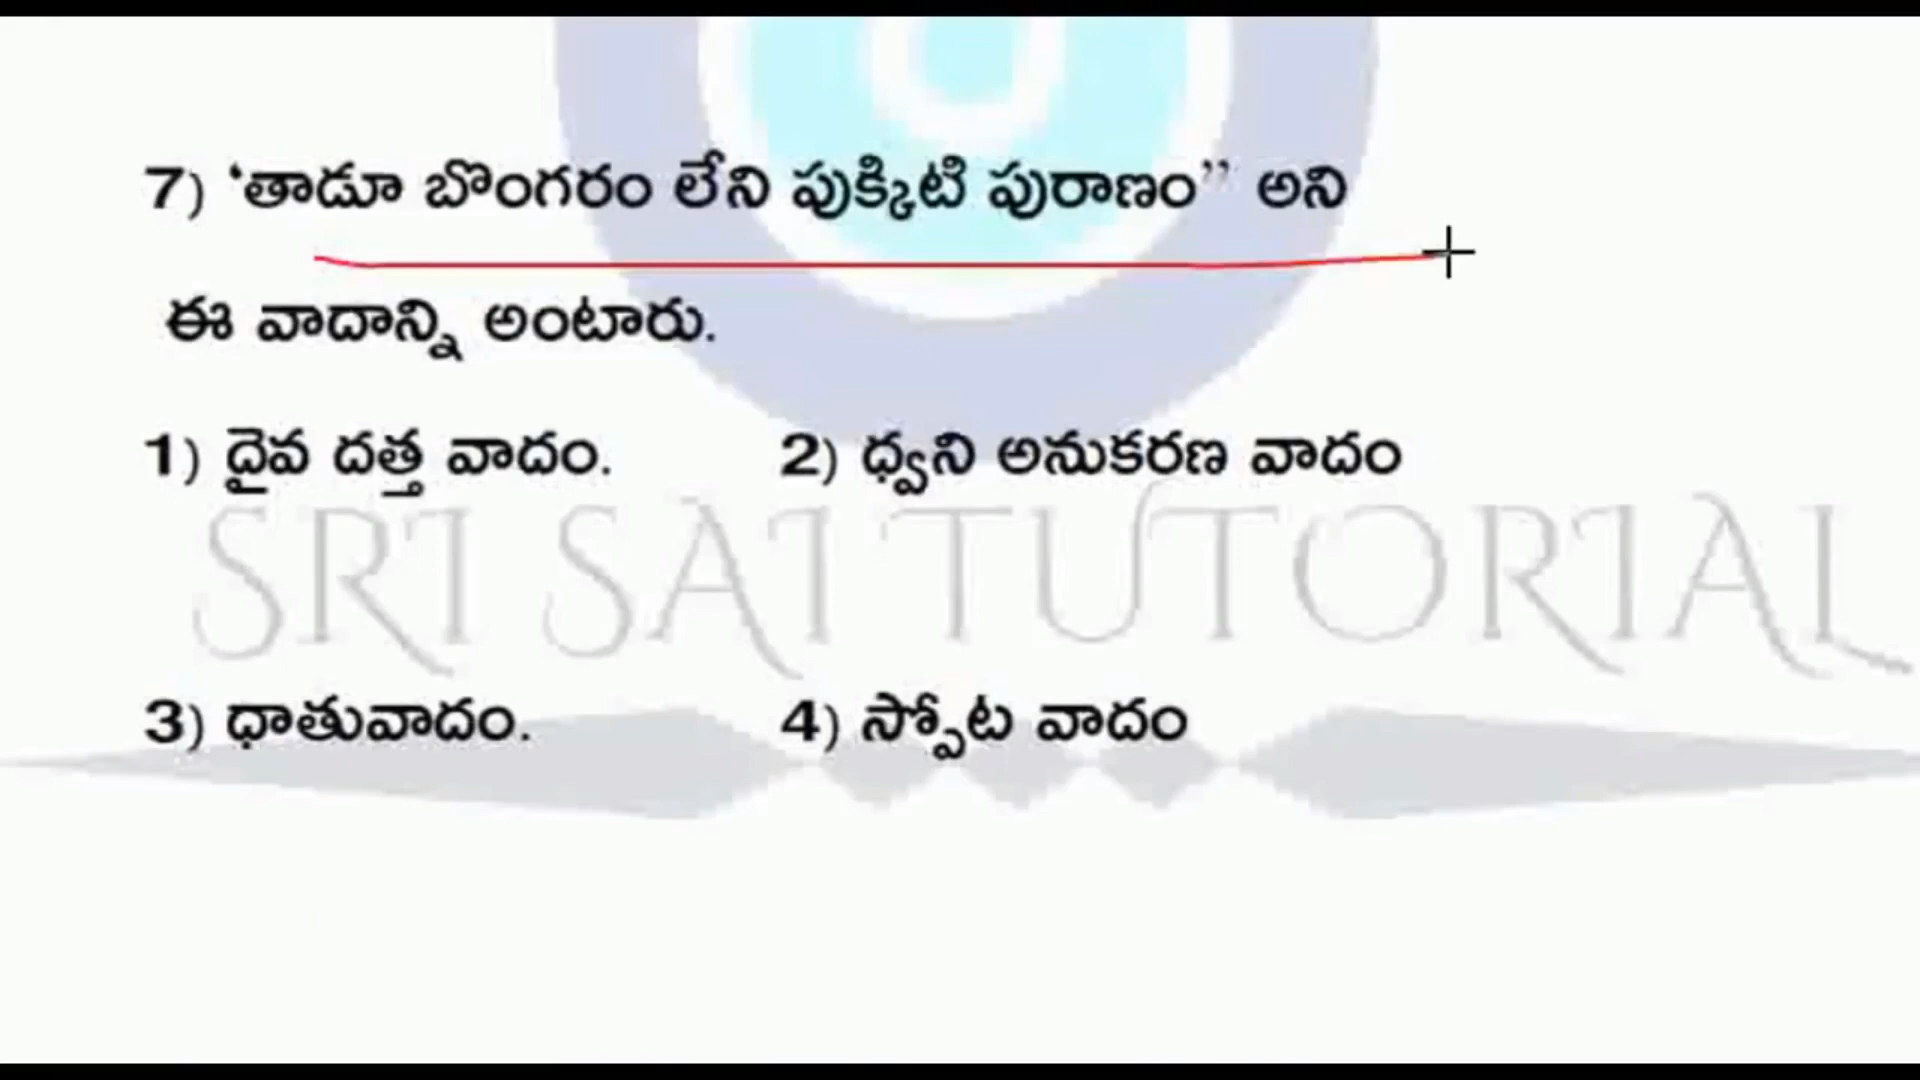 7) ‘తాడూ బొంగరం లేని పుక్కిటి పురాణం” అని
ఈ వాదాన్ని అంటారు.
1) దైవ దత్త వాదం. 2) ధ్వని అనుకరణ వాదం
SRI SAI TUTORIAL
3) ధాతువాదం. 4) స్పోట వాదం